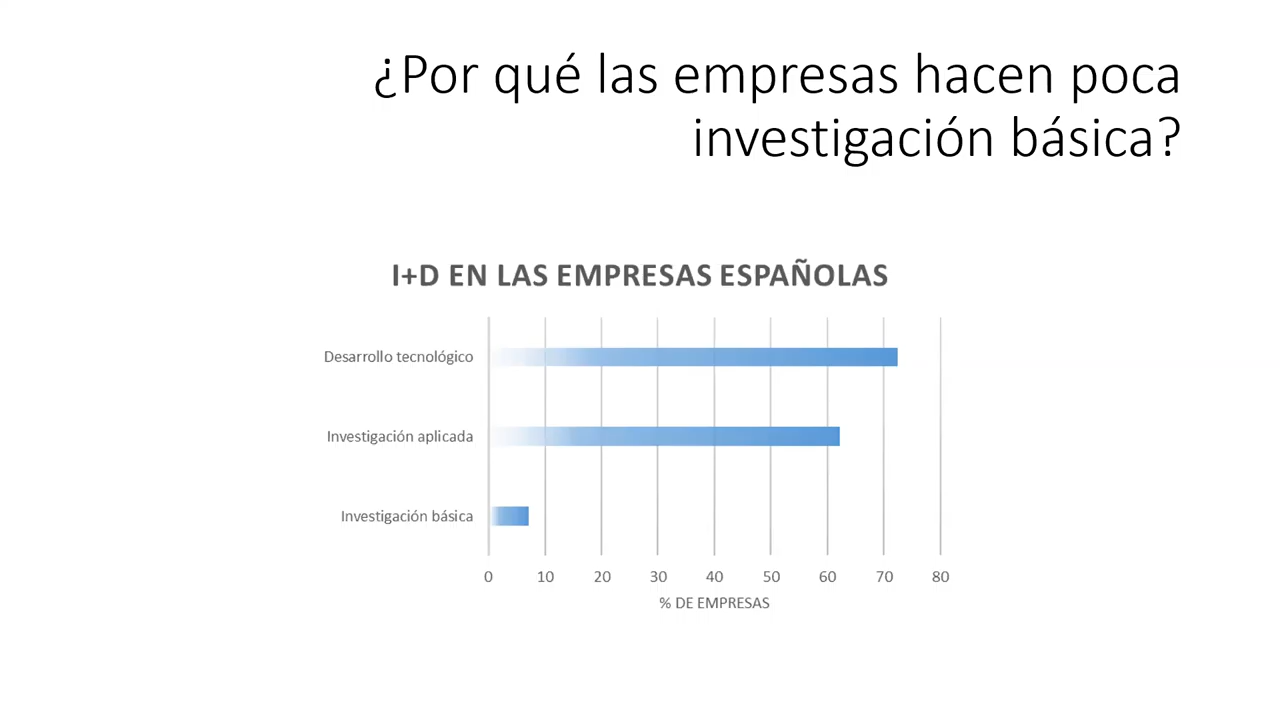 ¿Por qué las empresas hacen poca
investigación básica?
I+D EN LAS EMPRESAS ESPAÑOLAS
Desarrollo tecnológico
Investigación aplicada
Investigación básica
0 10 20 30 40 50 60 70 80
% DE EMPRESAS